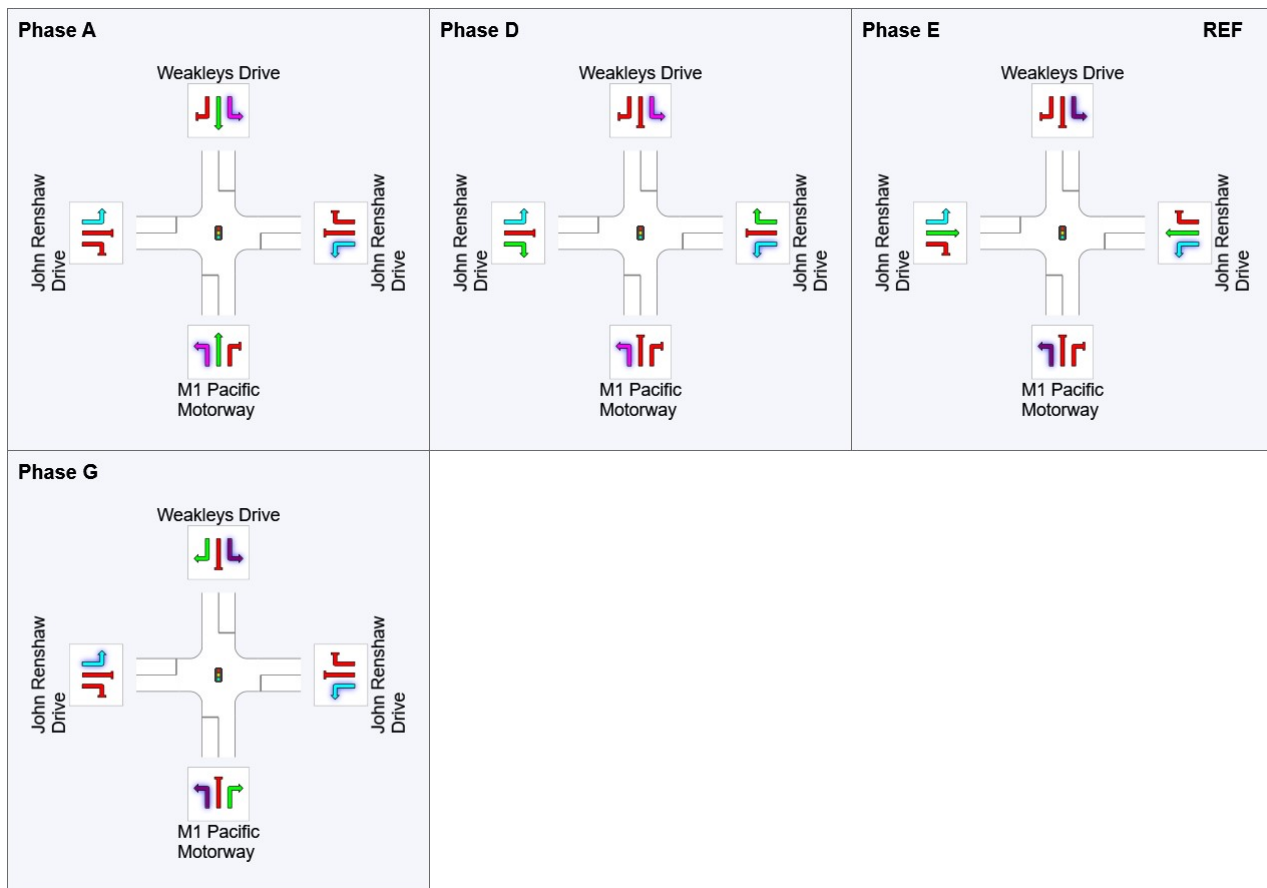 Phase A
Weakleys Drive
John Renshaw
Drive
John Renshaw
Drive
M1 Pacific
Motorway
Phase D
Weakleys Drive
John Renshaw
Drive
John Renshaw
Drive
M1 Pacific
Motorway
Phase E
REF
Weakleys Drive
John Renshaw
Drive
John Renshaw
Drive
M1 Pacific
Motorway
Phase G
Weakleys Drive
John Renshaw
Drive
John Renshaw
Drive
M1 Pacific
Motorway